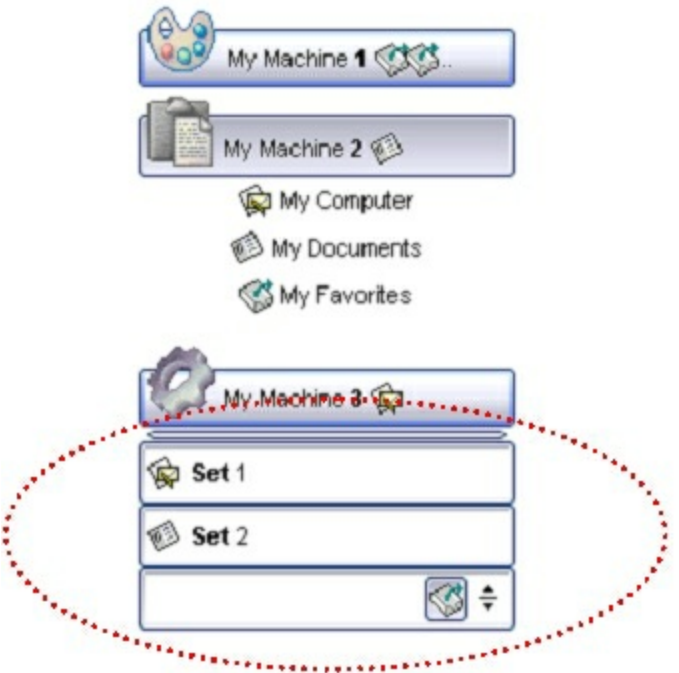 My Machine 1 ..
My Machine 2
My Computer
My Documents
My Favorites
My Machine 3
Set 1
Set 2